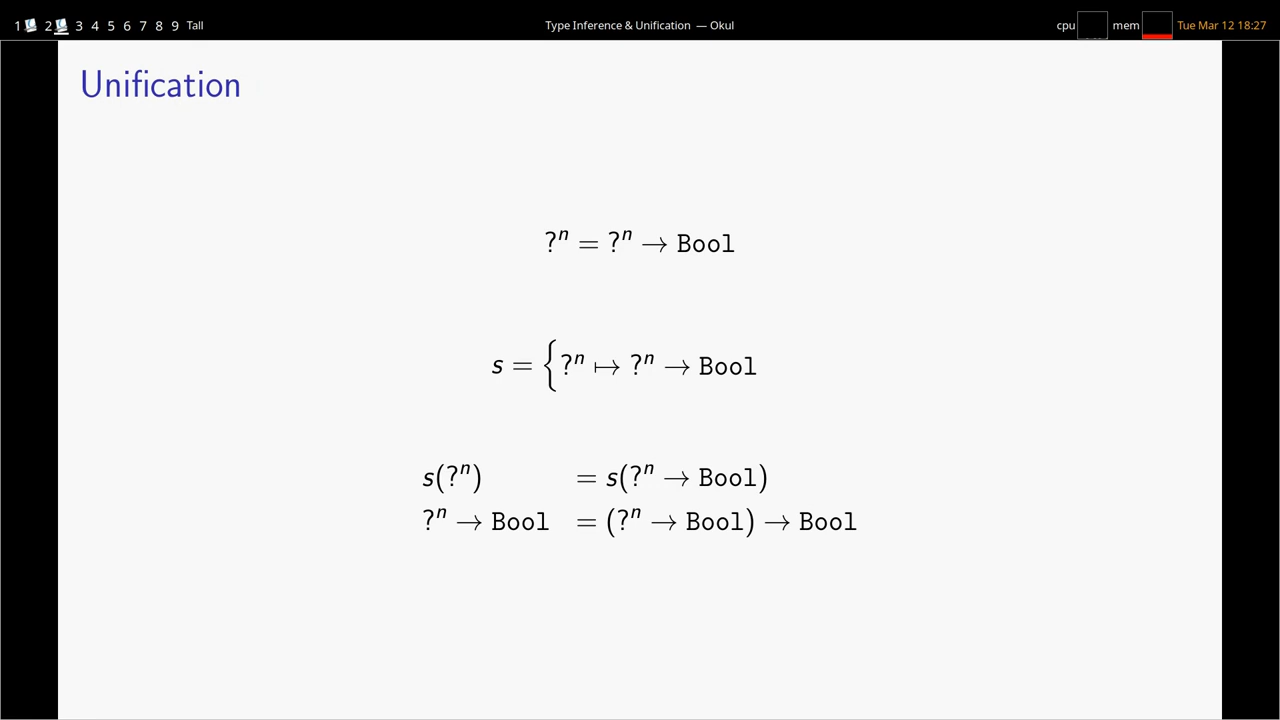 1 2 3 4 5 6 7 8 9 Tall
Type Inference & Unification — Okul
cpu mem Tue Mar 12 18:27
Unification
?ⁿ = ?ⁿ → Bool
s = { ?ⁿ ↦ ?ⁿ → Bool
s(?ⁿ) = s(?ⁿ → Bool)
?ⁿ → Bool = (?ⁿ → Bool) → Bool